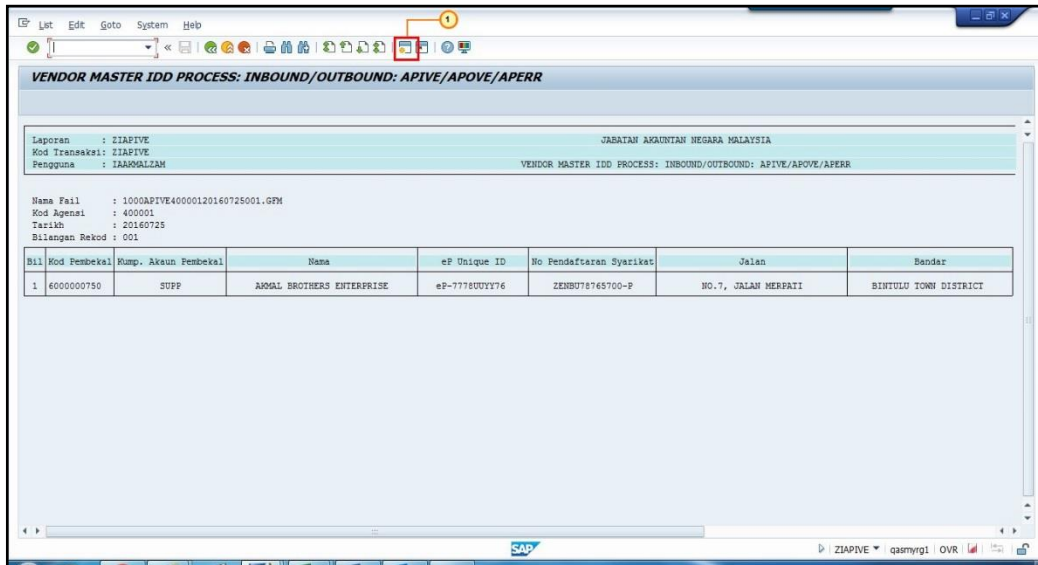 1
List Edit Goto System Help
VENDOR MASTER IDD PROCESS: INBOUND/OUTBOUND: APIVE/APOVE/APERR
Laporan : ZIAPIVE JABATAN AKAUNTAN NEGARA MALAYSIA
Kod Transaksi: ZIAPIVE
Pengguna : IAAKMALZAM VENDOR MASTER IDD PROCESS: INBOUND/OUTBOUND: APIVE/APOVE/APERR
Nama Fail : 1000APIVE40000120160725001.GFM
Kod Agensi : 400001
Tarikh : 20160725
Bilangan Rekod : 001
Bil Kod Pembekal Kump. Akaun Pembekal Nama eP Unique ID No Pendaftaran Syarikat Jalan Bandar
1 6000000750 SUPP AKMAL BROTHERS ENTERPRISE eP-7778UUYY76 ZENBU78765700-P NO.7, JALAN MERPATI BINTULU TOWN DISTRICT
SAP ZIAPIVE qasmyrg1 OVR